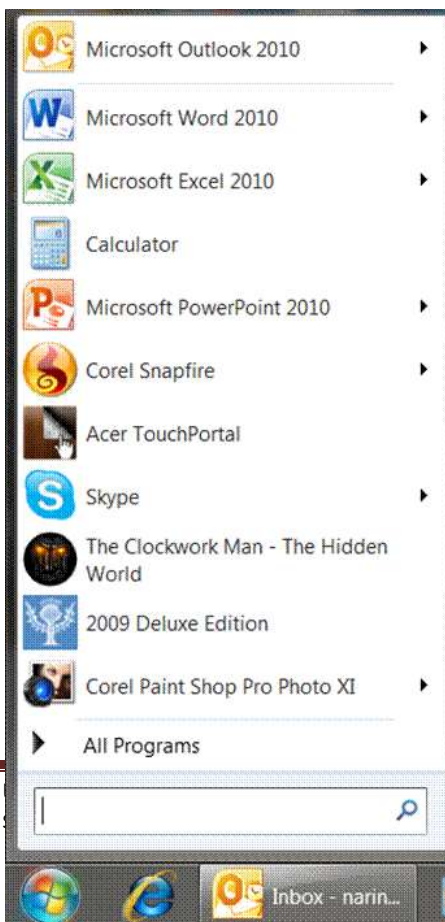 Microsoft Outlook 2010
Microsoft Word 2010
Microsoft Excel 2010
Calculator
Microsoft PowerPoint 2010
Corel Snapfire
Acer TouchPortal
Skype
The Clockwork Man - The Hidden
World
2009 Deluxe Edition
Corel Paint Shop Pro Photo XI
All Programs
Inbox - narin...